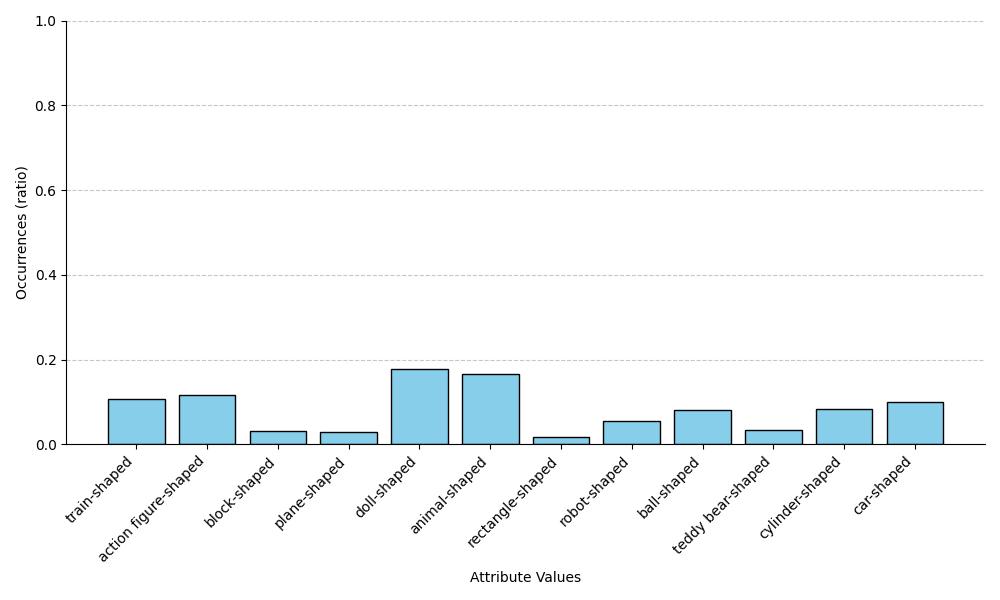 1.0
0.8
0.6
0.4
0.2
0.0
Occurrences (ratio)
train-shaped
action figure-shaped
block-shaped
plane-shaped
doll-shaped
animal-shaped
rectangle-shaped
robot-shaped
ball-shaped
teddy bear-shaped
cylinder-shaped
car-shaped
Attribute Values